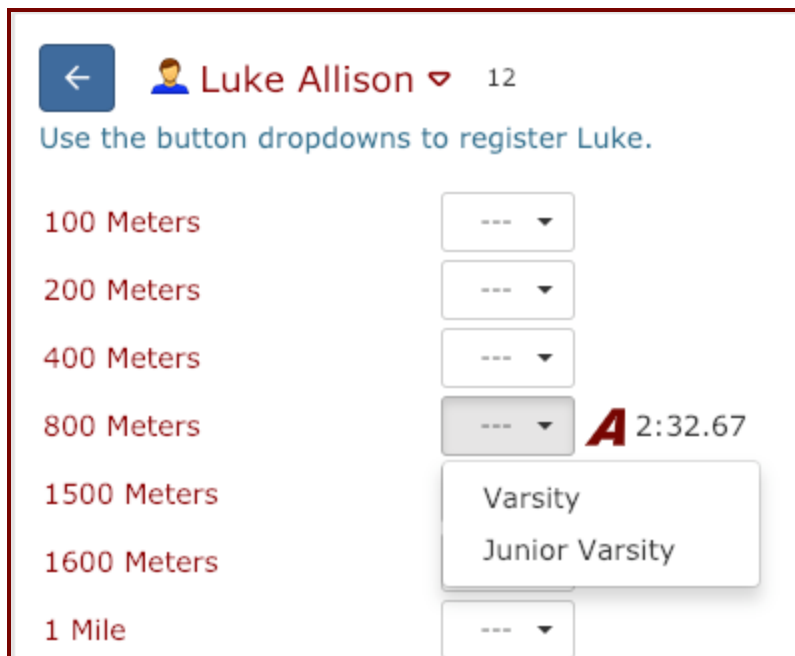 Luke Allison 12
Use the button dropdowns to register Luke.
100 Meters ---
200 Meters ---
400 Meters ---
800 Meters --- A 2:32.67
1500 Meters
Varsity
Junior Varsity
1600 Meters
1 Mile ---